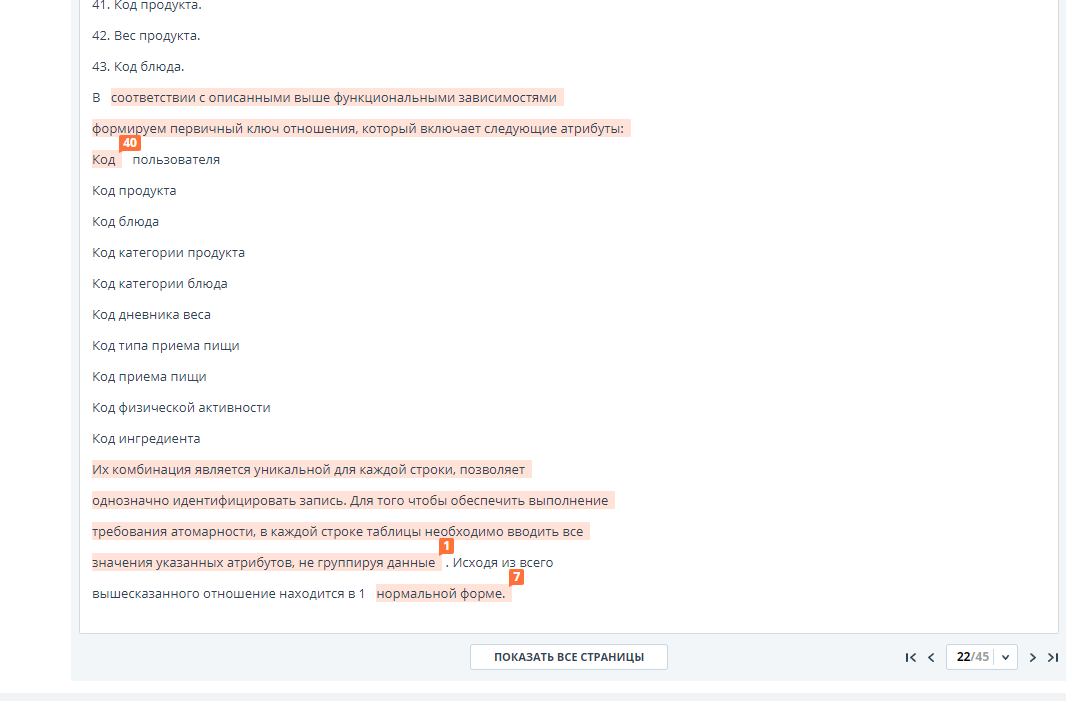 41. Код продукта.
42. Вес продукта.
43. Код блюда.
В соответствии с описанными выше функциональными зависимостями
формируем первичный ключ отношения, который включает следующие атрибуты:
40
Код пользователя
Код продукта
Код блюда
Код категории продукта
Код категории блюда
Код дневника веса
Код типа приема пищи
Код приема пищи
Код физической активности
Код ингредиента
Их комбинация является уникальной для каждой строки, позволяет
однозначно идентифицировать запись. Для того чтобы обеспечить выполнение
требования атомарности, в каждой строке таблицы необходимо вводить все
1
значения указанных атрибутов, не группируя данные . Исходя из всего
7
вышесказанного отношение находится в 1 нормальной форме.
ПОКАЗАТЬ ВСЕ СТРАНИЦЫ
22/45